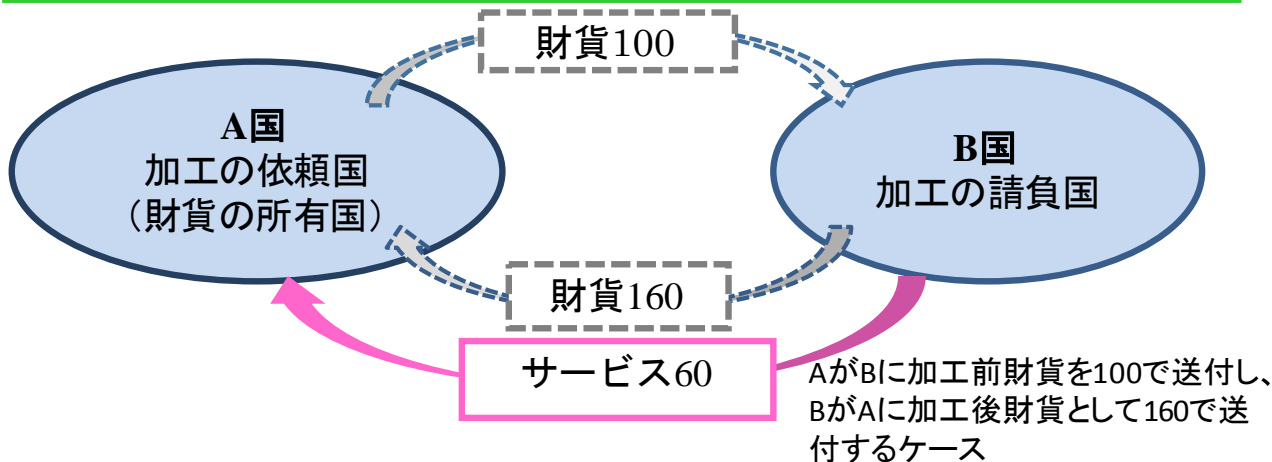 財貨100
A国
加工の依頼国
（財貨の所有国）
B国
加工の請負国
財貨160
サービス60
AがBに加工前財貨を100で送付し、
BがAに加工後財貨として160で送
付するケース